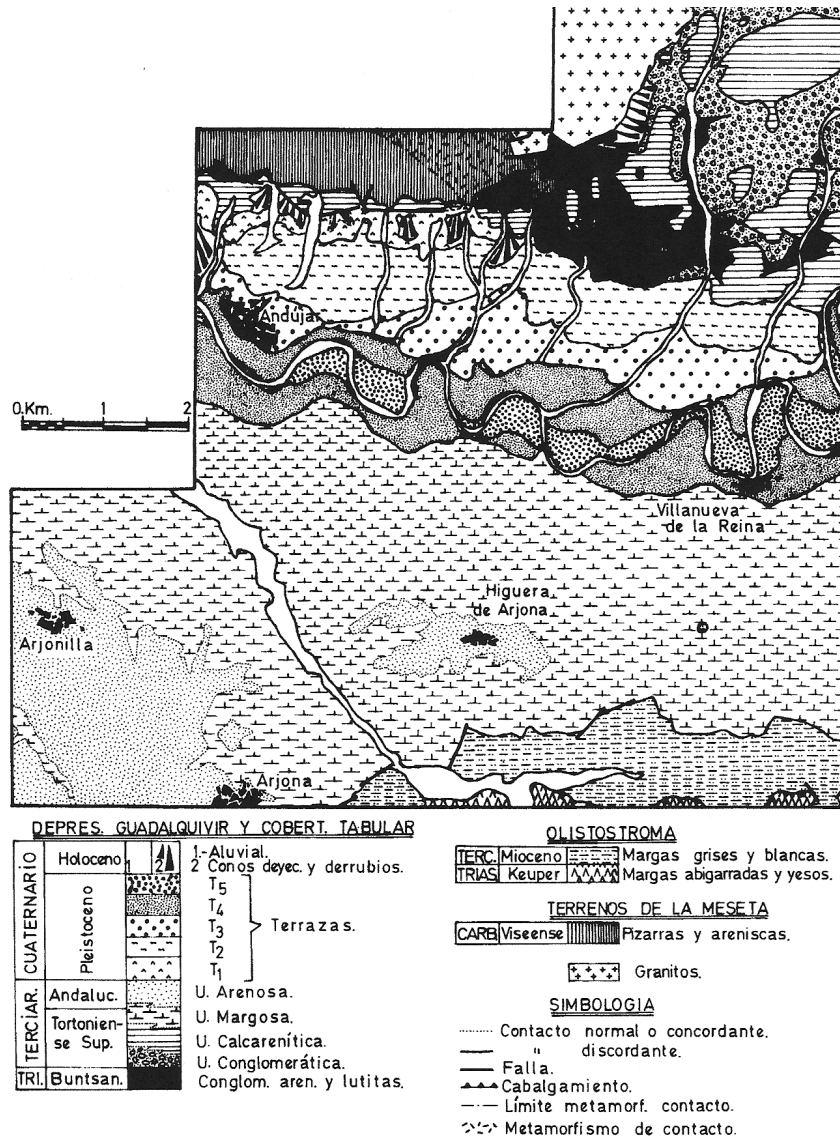 Andújar
0 Km. 1 2
Villanueva
de la Reina
Higuera
de Arjona
Arjonilla
Arjona
DEPRES. GUADALQUIVIR Y COBERT. TABULAR
CUATERNARIO
Holoceno
1 2
1.-Aluvial.
2 Conos deyec. y derrubios.
Pleistoceno
T5
T4
T3
T2
T1
Terrazas.
TERCIAR.
Andaluc.
U. Arenosa.
Tortonien-
se Sup.
U. Margosa.
U. Calcarenítica.
U. Conglomerática.
TRI. Buntsan.
Conglom. aren. y lutitas.
OLISTOSTROMA
TERC. Mioceno Margas grises y blancas.
TRIAS Keuper Margas abigarradas y yesos.
TERRENOS DE LA MESETA
CARB. Viseense Pizarras y areniscas.
Granitos.
SIMBOLOGIA
Contacto normal o concordante.
" discordante.
Falla.
Cabalgamiento.
Límite metamorf. contacto.
Metamorfismo de contacto.